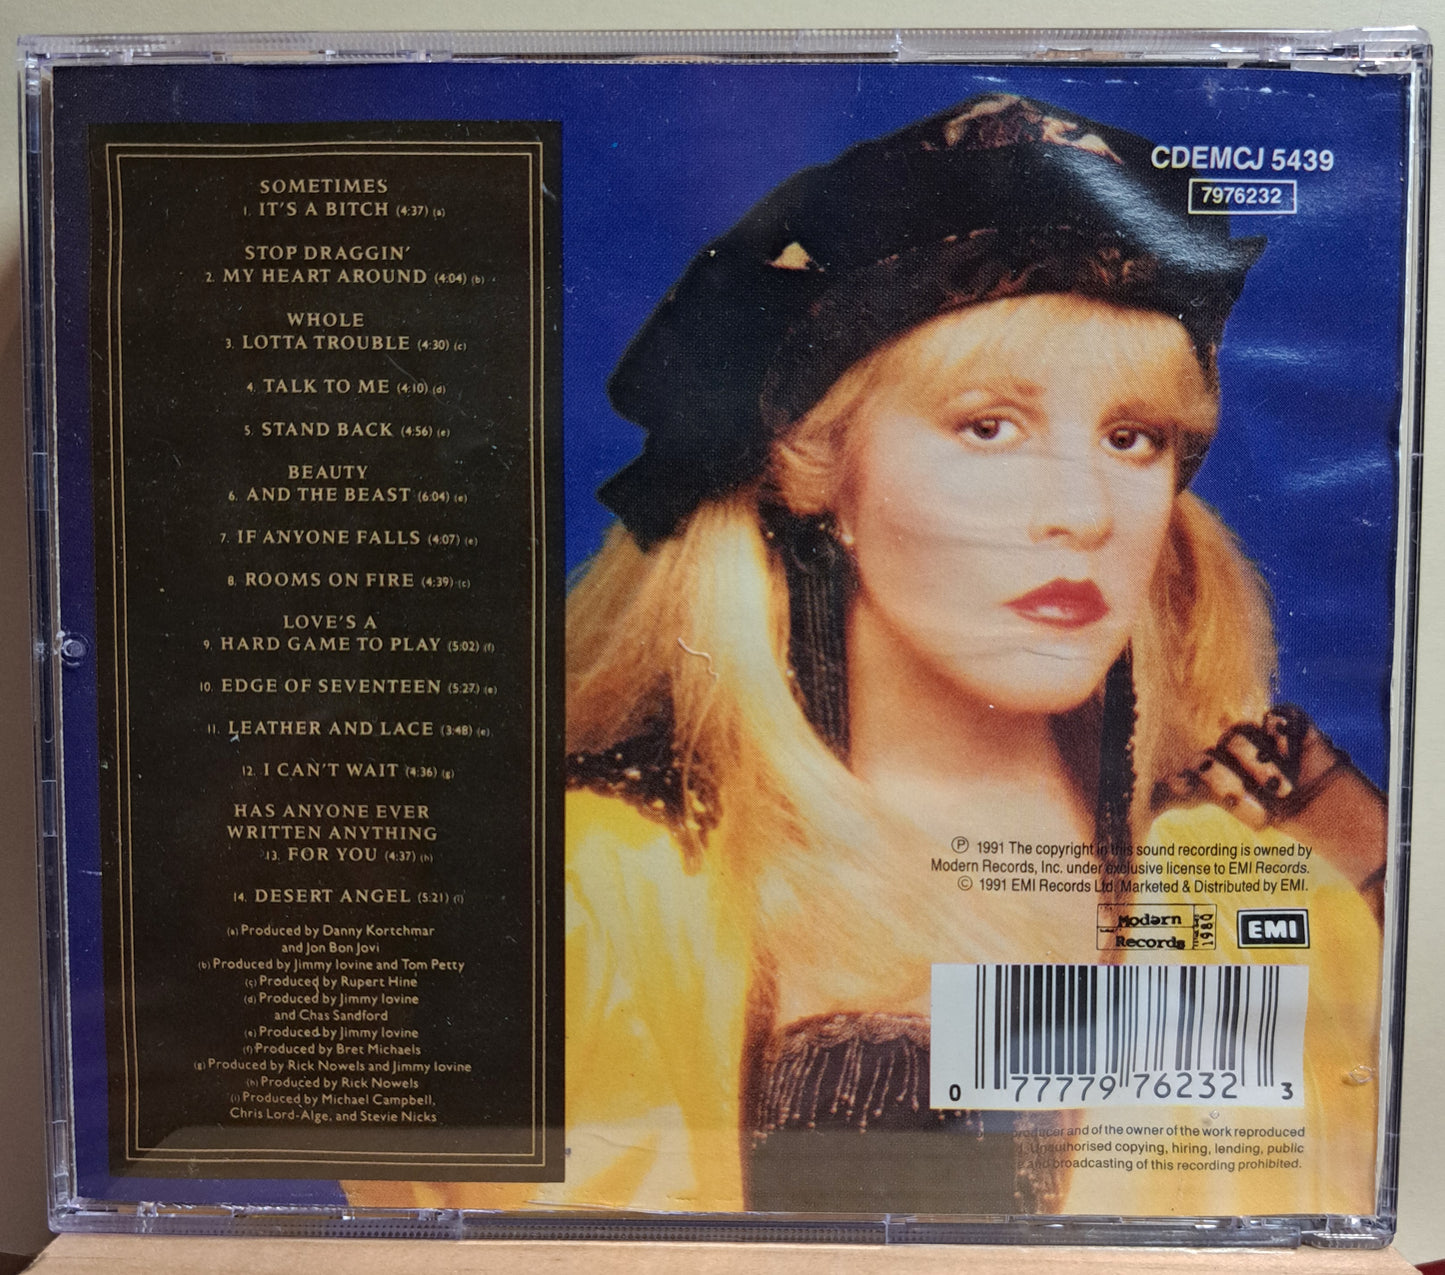 SOMETIMES
1. IT'S A BITCH (4:37) (a)
STOP DRAGGIN'
2. MY HEART AROUND (4:04) (b)
WHOLE
3. LOTTA TROUBLE (4:30) (c)
4. TALK TO ME (4:10) (d)
5. STAND BACK (4:56) (e)
BEAUTY
6. AND THE BEAST (6:04) (e)
7. IF ANYONE FALLS (4:07) (e)
8. ROOMS ON FIRE (4:39) (c)
LOVE'S A
9. HARD GAME TO PLAY (5:02) (f)
10. EDGE OF SEVENTEEN (5:27) (e)
11. LEATHER AND LACE (3:48) (e)
12. I CAN'T WAIT (4:36) (g)
HAS ANYONE EVER
WRITTEN ANYTHING
13. FOR YOU (4:37) (h)
14. DESERT ANGEL (5:21) (i)
(a) Produced by Danny Kortchmar
and Jon Bon Jovi
(b) Produced by Jimmy Iovine and Tom Petty
(c) Produced by Rupert Hine
(d) Produced by Jimmy Iovine
and Chas Sandford
(e) Produced by Jimmy Iovine
(f) Produced by Bret Michaels
(g) Produced by Rick Nowels and Jimmy Iovine
(h) Produced by Rick Nowels
(i) Produced by Michael Campbell,
Chris Lord-Alge, and Stevie Nicks
CDEMCJ 5439
7976232
℗ 1991 The copyright in this sound recording is owned by
Modern Records, Inc. under exclusive license to EMI Records.
© 1991 EMI Records Ltd. Marketed & Distributed by EMI.
Modern
Records
1980
EMI
0 77779 76232 3
producer and of the owner of the work reproduced
Unauthorised copying, hiring, lending, public
and broadcasting of this recording prohibited.